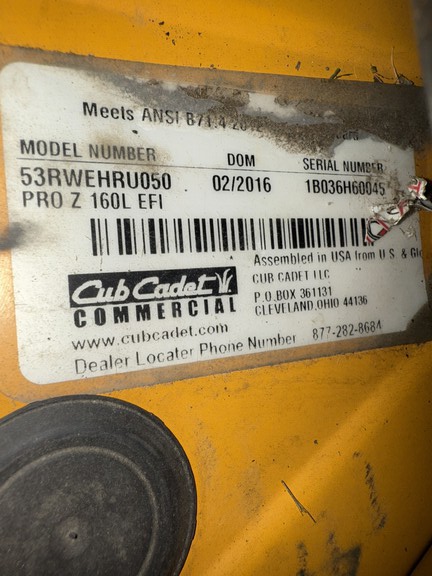 Meets ANSI B71.4
MODEL NUMBER DOM SERIAL NUMBER
53RWEHRU050 02/2016 1B036H60045
PRO Z 160L EFI
Assembled in USA from U.S. &
Cub Cadet CUB CADET LLC
COMMERCIAL P.O.BOX 361131
CLEVELAND,OHIO 44136
www.cubcadet.com
Dealer Locater Phone Number 877-282-8684